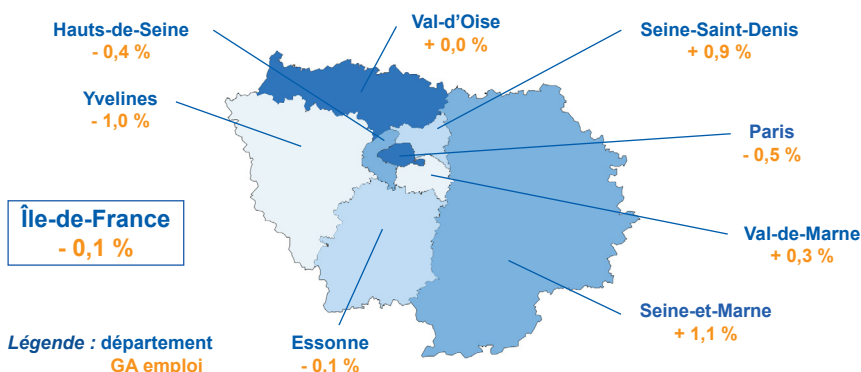 Hauts-de-Seine
- 0,4 %
Val-d'Oise
+ 0,0 %
Seine-Saint-Denis
+ 0,9 %
Yvelines
- 1,0 %
Paris
- 0,5 %
Île-de-France
- 0,1 %
Val-de-Marne
+ 0,3 %
Seine-et-Marne
+ 1,1 %
Légende : département
GA emploi
Essonne
- 0,1 %